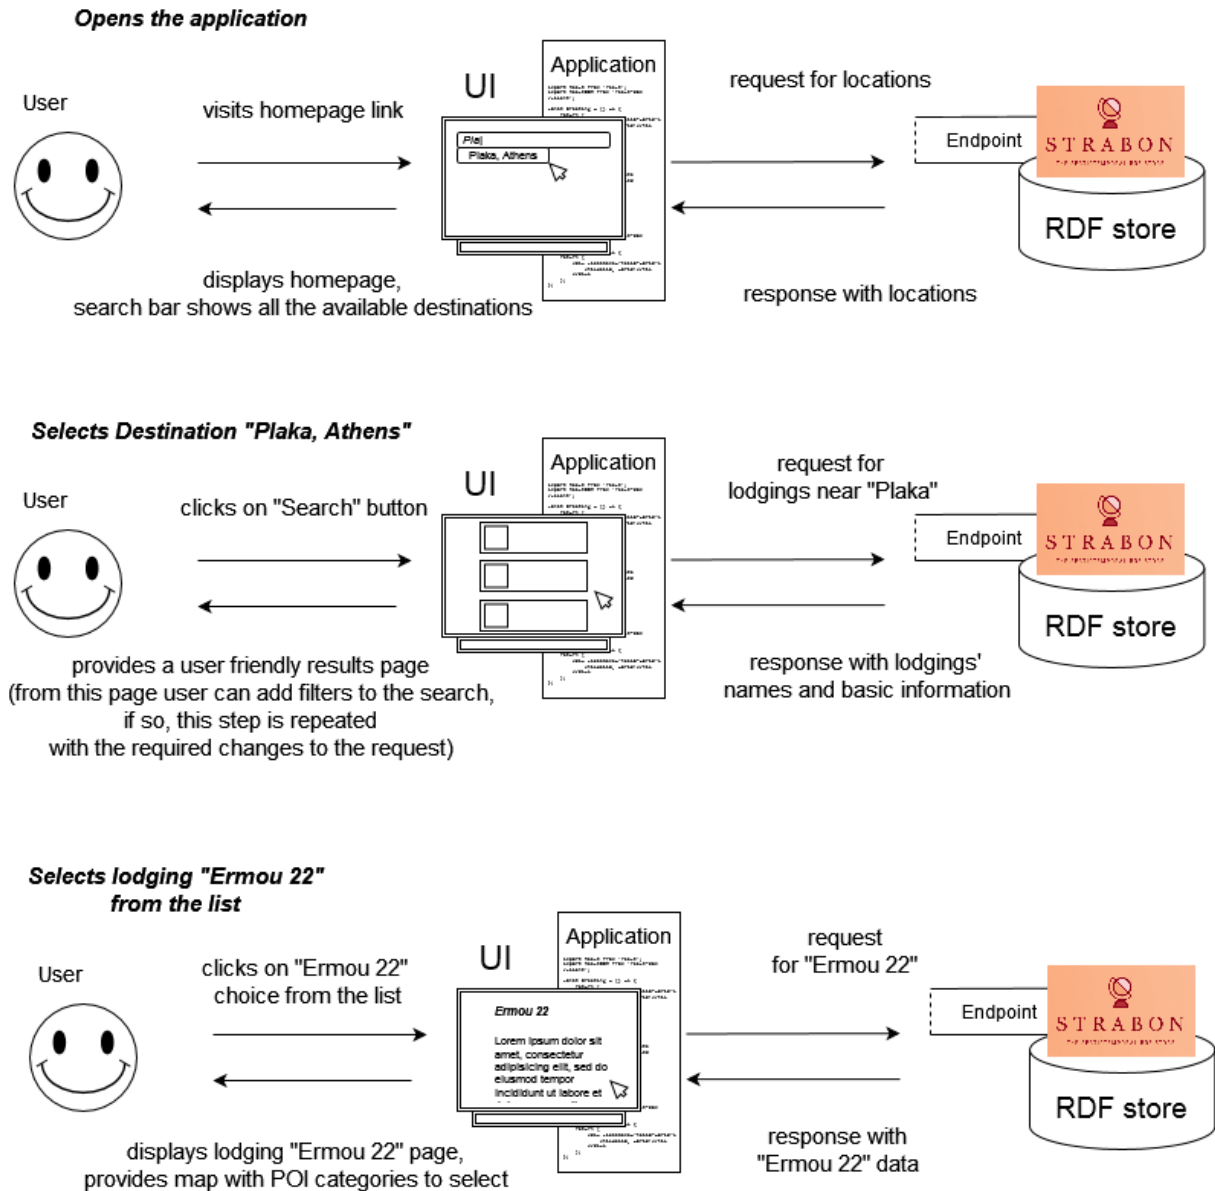 Opens the application
User
visits homepage link
displays homepage,
search bar shows all the available destinations
UI
Application
Pla
Plaka, Athens
request for locations
response with locations
Endpoint
STRABON
RDF store
Selects Destination "Plaka, Athens"
User
clicks on "Search" button
provides a user friendly results page
(from this page user can add filters to the search,
if so, this step is repeated
with the required changes to the request)
UI
Application
request for
lodgings near "Plaka"
response with lodgings'
names and basic information
Endpoint
STRABON
RDF store
Selects lodging "Ermou 22"
from the list
User
clicks on "Ermou 22"
choice from the list
displays lodging "Ermou 22" page,
provides map with POI categories to select
UI
Application
Ermou 22
Lorem ipsum dolor sit
amet, consectetur
adipisicing elit, sed do
eiusmod tempor
incididunt ut labore et
request
for "Ermou 22"
response with
"Ermou 22" data
Endpoint
STRABON
RDF store